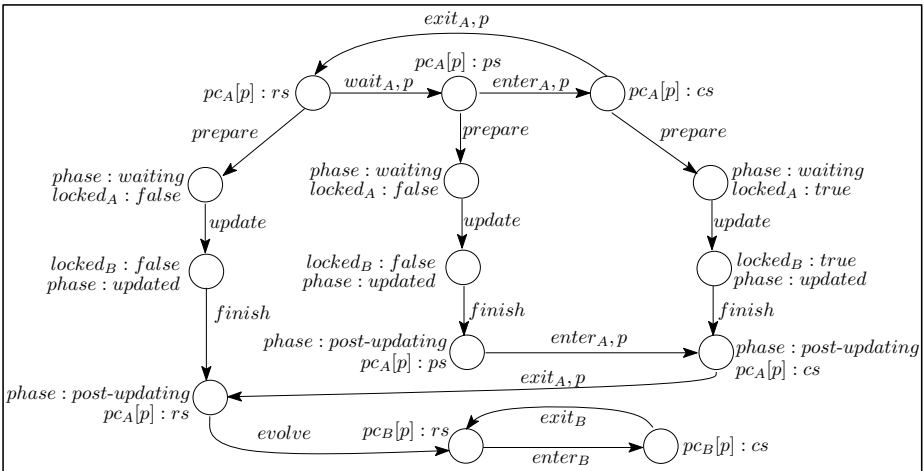 exit_A, p
pc_A[p] : ps
pc_A[p] : rs
wait_A, p
enter_A, p
pc_A[p] : cs
prepare
prepare
prepare
phase : waiting
locked_A : false
phase : waiting
locked_A : false
phase : waiting
locked_A : true
update
update
update
locked_B : false
phase : updated
locked_B : false
phase : updated
locked_B : true
phase : updated
finish
finish
finish
phase : post-updating
pc_A[p] : ps
enter_A, p
phase : post-updating
pc_A[p] : cs
exit_A, p
phase : post-updating
pc_A[p] : rs
evolve
pc_B[p] : rs
exit_B
enter_B
pc_B[p] : cs